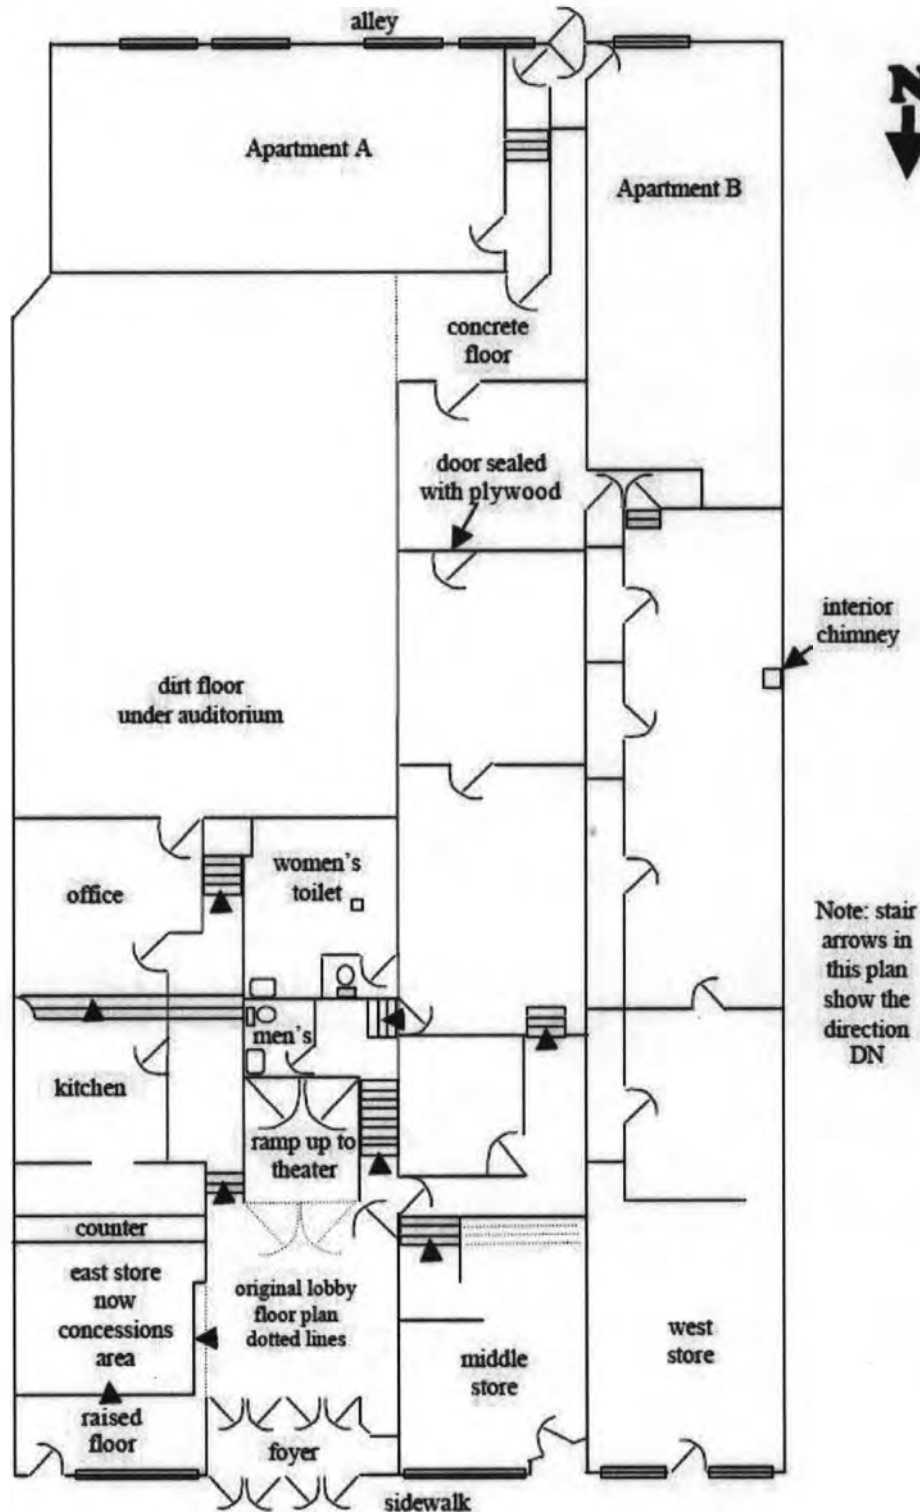 alley
N
Apartment A
Apartment B
concrete
floor
door sealed
with plywood
interior
chimney
dirt floor
under auditorium
women's
toilet
office
Note: stair
arrows in
this plan
show the
direction
DN
men's
kitchen
ramp up to
theater
counter
east store
now
concessions
area
original lobby
floor plan
dotted lines
west
store
middle
store
raised
floor
foyer
sidewalk